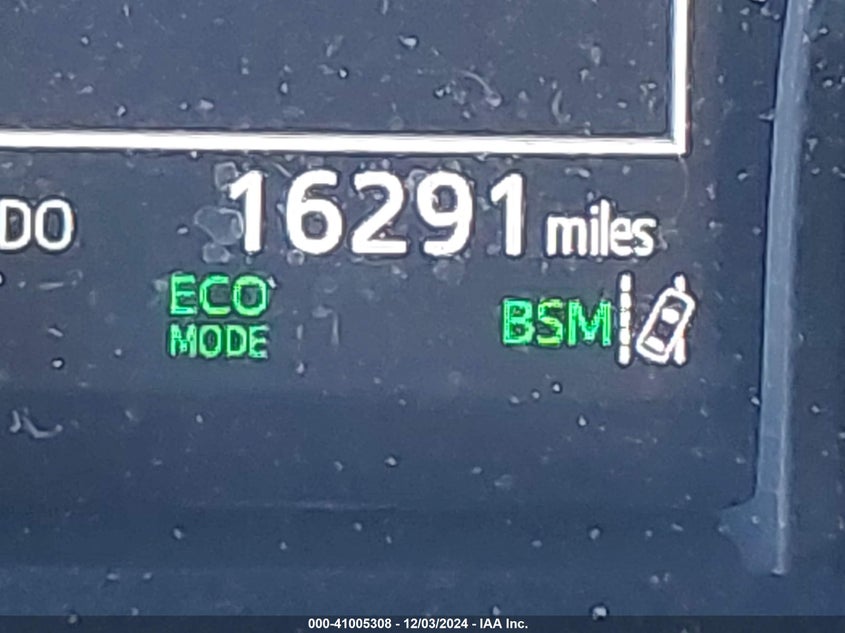 DO 16291 miles
ECO
MODE
BSM
000-41005308 - 12/03/2024 - IAA Inc.